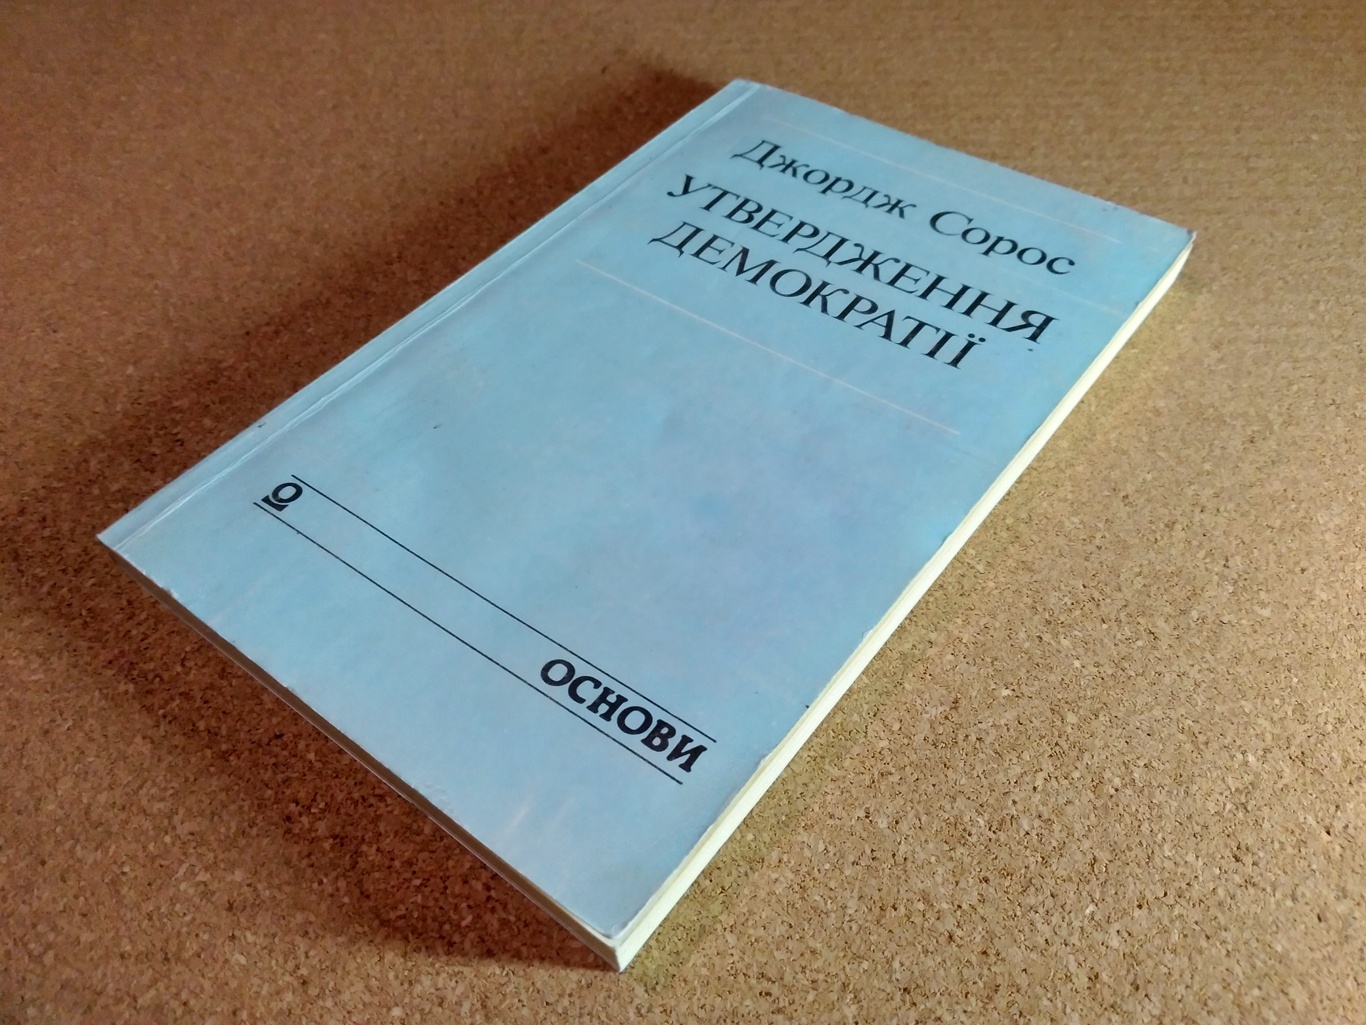 Джордж Сорос
УТВЕРДЖЕННЯ
ДЕМОКРАТІЇ
О
ОСНОВИ